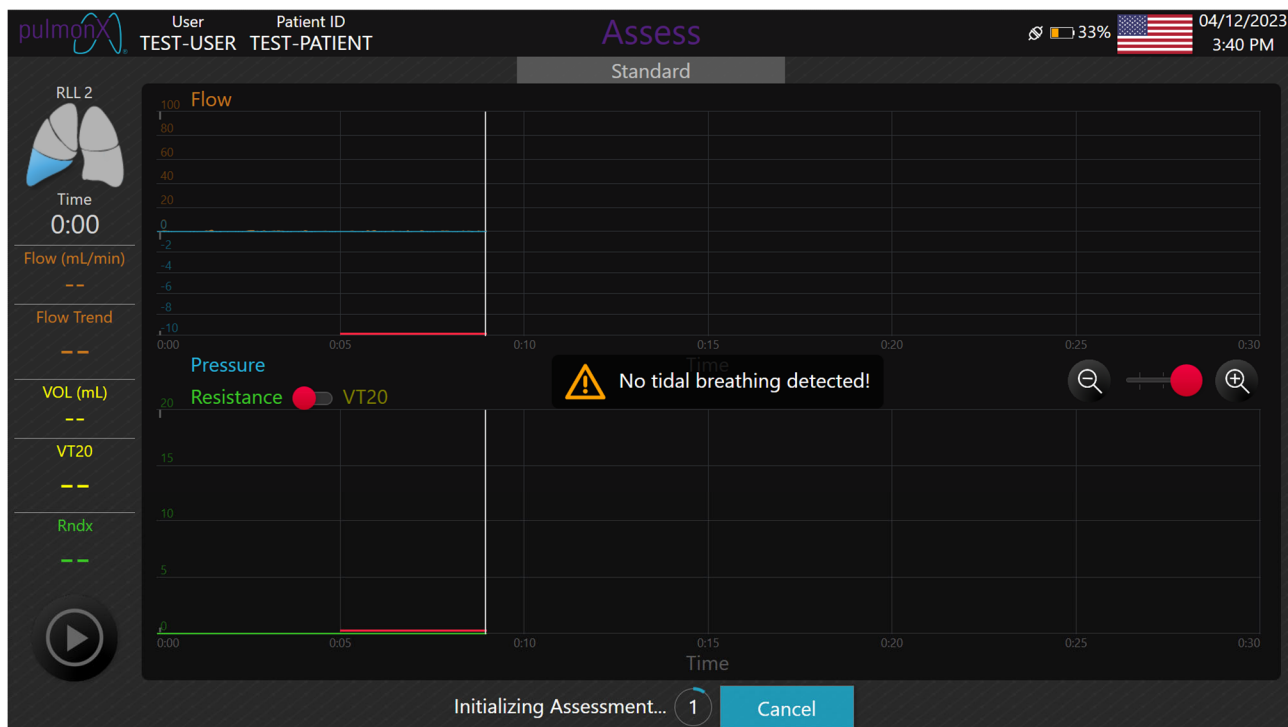 pulmonX
User Patient ID
TEST-USER TEST-PATIENT
Assess
33%
04/12/2023
3:40 PM
Standard
RLL 2
Time
0:00
Flow (mL/min)
--
Flow Trend
--
VOL (mL)
--
VT20
--
Rndx
--
Flow
100
80
60
40
20
0
-2
-4
-6
-8
-10
0:00 0:05 0:10 0:15 0:20 0:25 0:30
Time
Pressure
No tidal breathing detected!
Resistance VT20
20
15
10
5
0
0:00 0:05 0:10 0:15 0:20 0:25 0:30
Time
Initializing Assessment... 1 Cancel